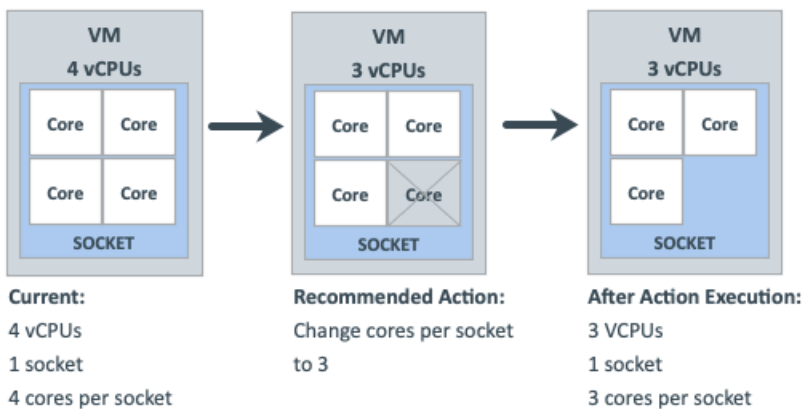 VM
4 vCPUs
Core Core
Core Core
SOCKET
Current:
4 vCPUs
1 socket
4 cores per socket
VM
3 vCPUs
Core Core
Core Core
SOCKET
Recommended Action:
Change cores per socket
to 3
VM
3 vCPUs
Core Core
Core
SOCKET
After Action Execution:
3 VCPUs
1 socket
3 cores per socket